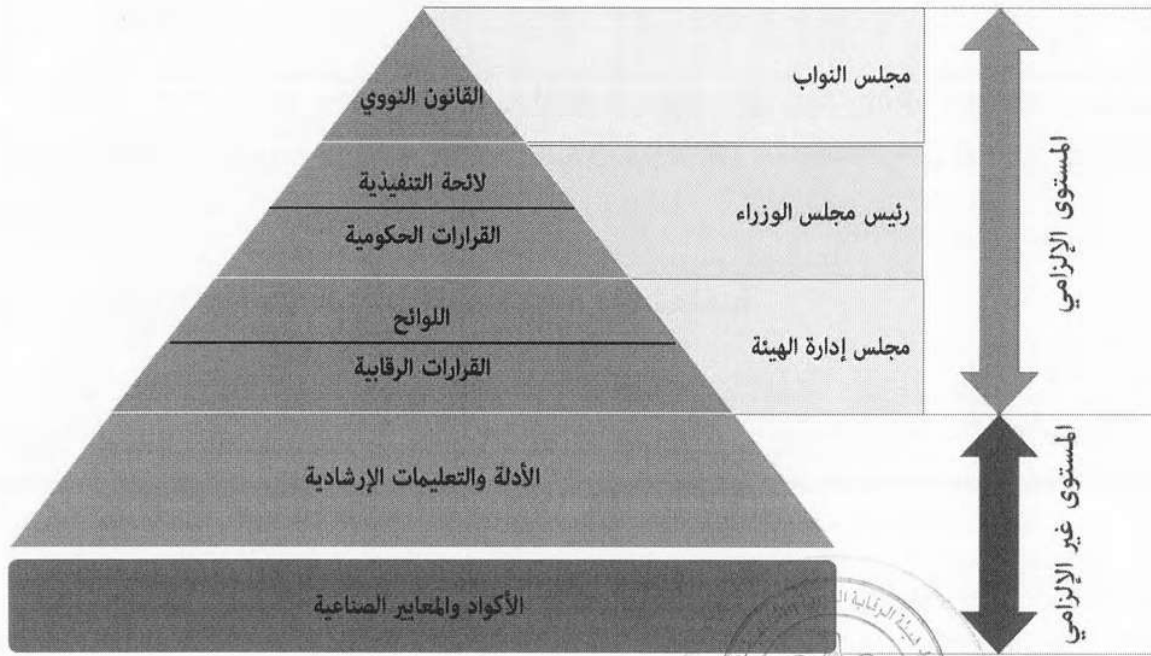 مجلس النواب
القانون النووي
رئيس مجلس الوزراء
لائحة التنفيذية
القرارات الحكومية
مجلس إدارة الهيئة
اللوائح
القرارات الرقابية
المستوى الإلزامي
الأدلة والتعليمات الإرشادية
الأكواد والمعايير الصناعية
المستوى غير الإلزامي